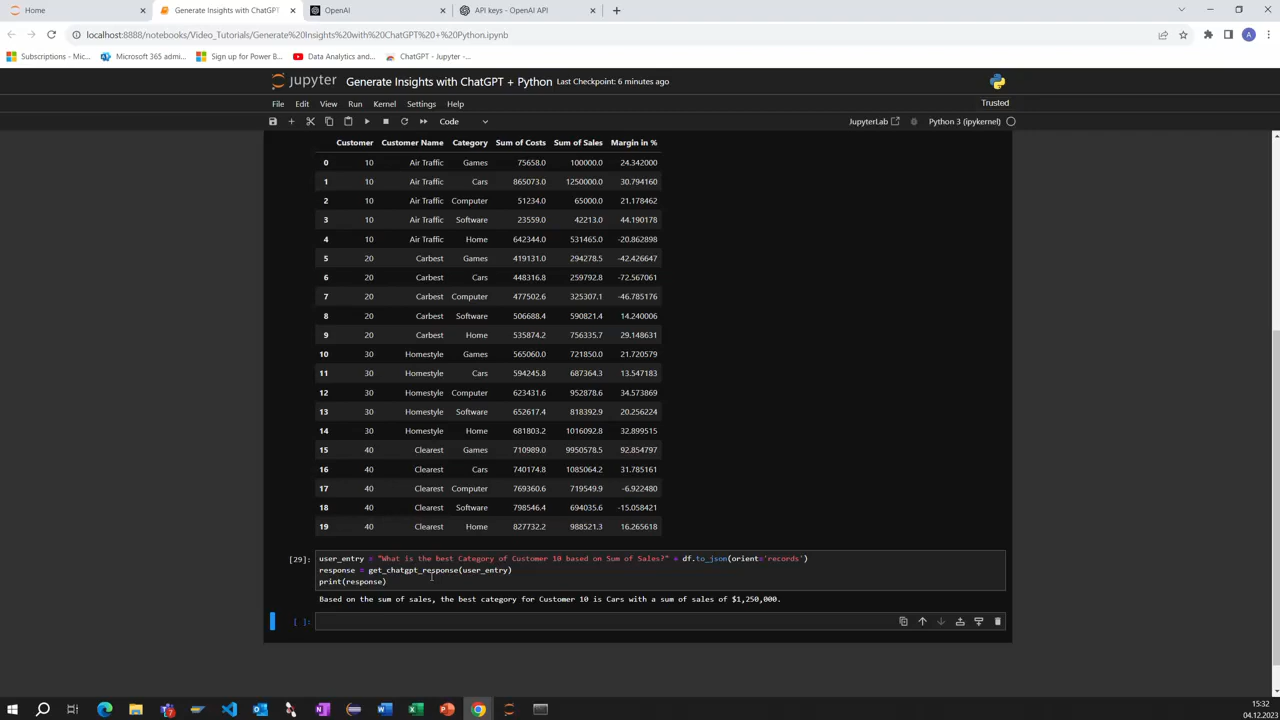 Home
Generate Insights with ChatGPT
OpenAI
API keys - OpenAI API
localhost:8888/notebooks/Video_Tutorials/Generate%20Insights%20with%20ChatGPT%20+%20Python.ipynb
A
Subscriptions - Mic...
Microsoft 365 admi...
Sign up for Power B...
Data Analytics and...
ChatGPT - Jupyter -...
jupyter Generate Insights with ChatGPT + Python Last Checkpoint: 6 minutes ago
File Edit View Run Kernel Settings Help
Trusted
Code
JupyterLab
Python 3 (ipykernel)
Customer Customer Name Category Sum of Costs Sum of Sales Margin in %
0 10 Air Traffic Games 75658.0 100000.0 24.342000
1 10 Air Traffic Cars 865073.0 1250000.0 30.794160
2 10 Air Traffic Computer 51234.0 65000.0 21.178462
3 10 Air Traffic Software 23559.0 42213.0 44.190178
4 10 Air Traffic Home 642344.0 531465.0 -20.862898
5 20 Carbest Games 419131.0 294278.5 -42.426647
6 20 Carbest Cars 448316.8 259792.8 -72.567061
7 20 Carbest Computer 477502.6 325307.1 -46.785176
8 20 Carbest Software 506688.4 590821.4 14.240006
9 20 Carbest Home 535874.2 756335.7 29.148631
10 30 Homestyle Games 565060.0 721850.0 21.720579
11 30 Homestyle Cars 594245.8 687364.3 13.547183
12 30 Homestyle Computer 623431.6 952878.6 34.573869
13 30 Homestyle Software 652617.4 818392.9 20.256224
14 30 Homestyle Home 681803.2 1016092.8 32.899515
15 40 Clearest Games 710989.0 9950578.5 92.854797
16 40 Clearest Cars 740174.8 1085064.2 31.785161
17 40 Clearest Computer 769360.6 719549.9 -6.922480
18 40 Clearest Software 798546.4 694035.6 -15.058421
19 40 Clearest Home 827732.2 988521.3 16.265618
[29]: user_entry = "What is the best Category of Customer 10 based on Sum of Sales?" + df.to_json(orient='records')
response = get_chatgpt_response(user_entry)
print(response)
Based on the sum of sales, the best category for Customer 10 is Cars with a sum of sales of $1,250,000.
[ ]:
15:32
04.12.2023